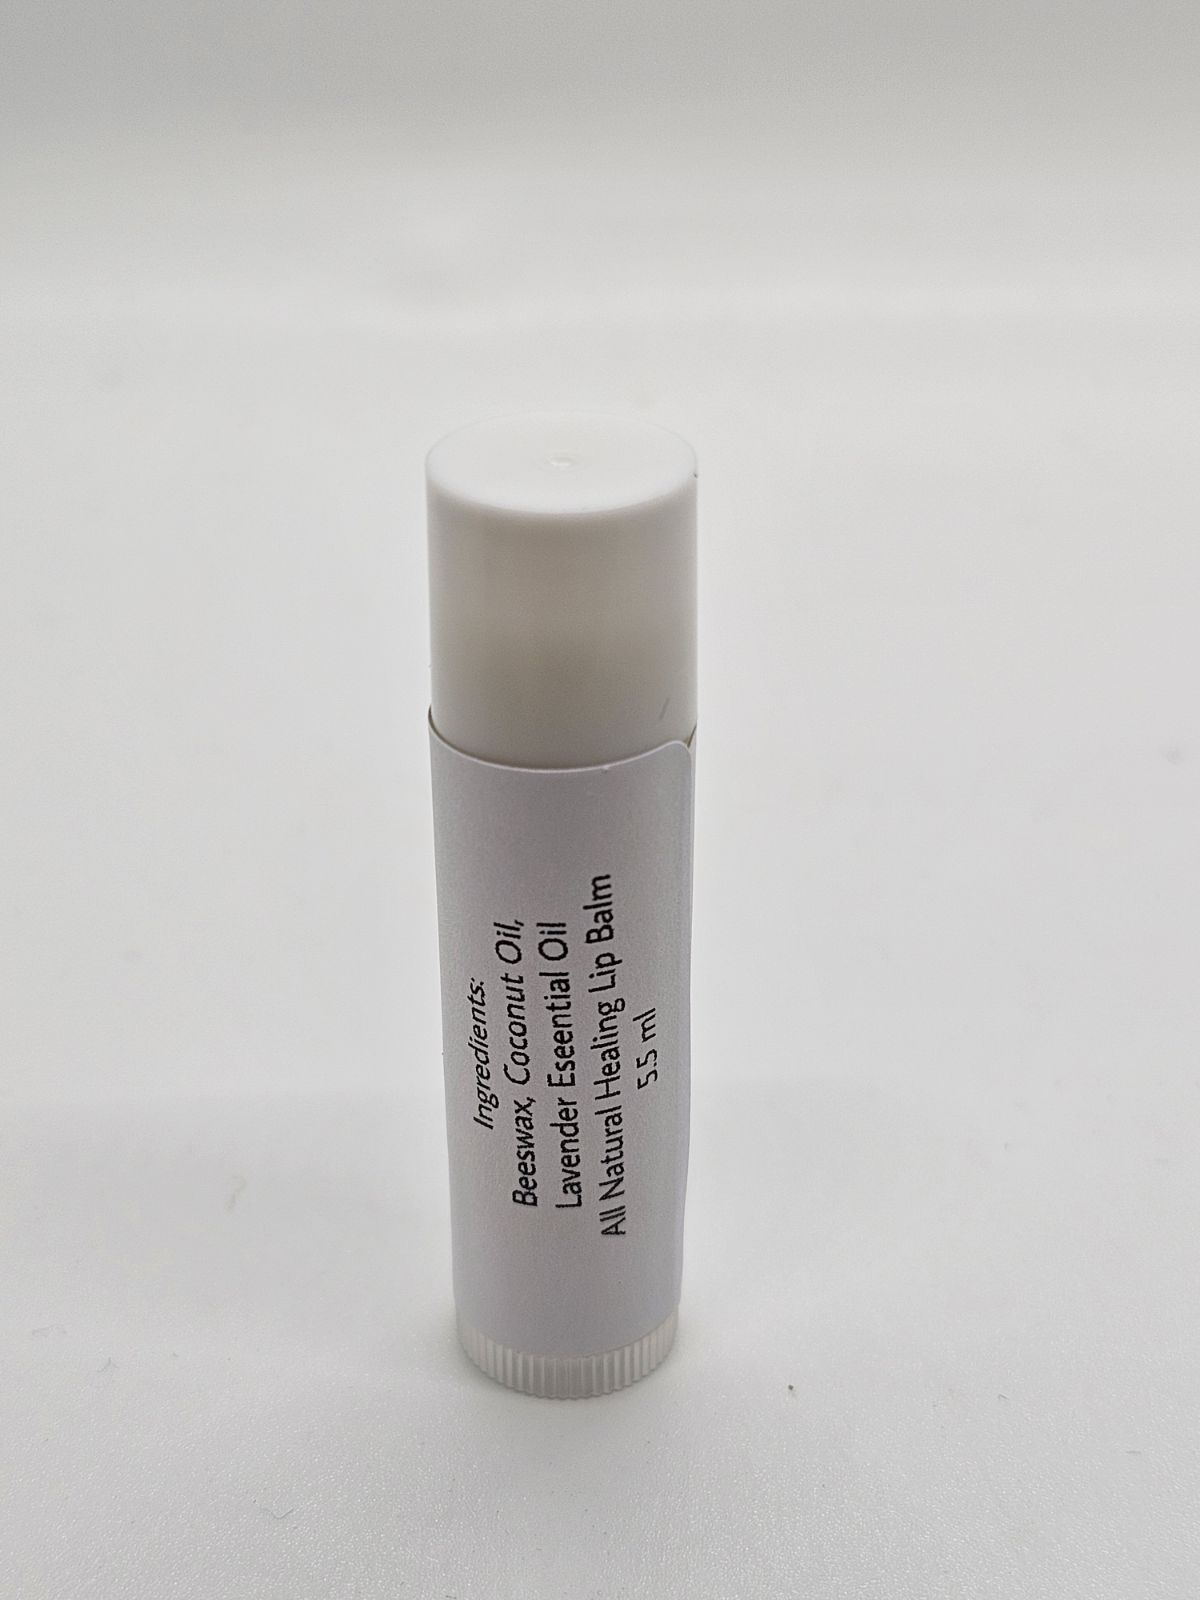 Ingredients:
Beeswax, Coconut Oil,
Lavender Eseential Oil
All Natural Healing Lip Balm
5.5 ml